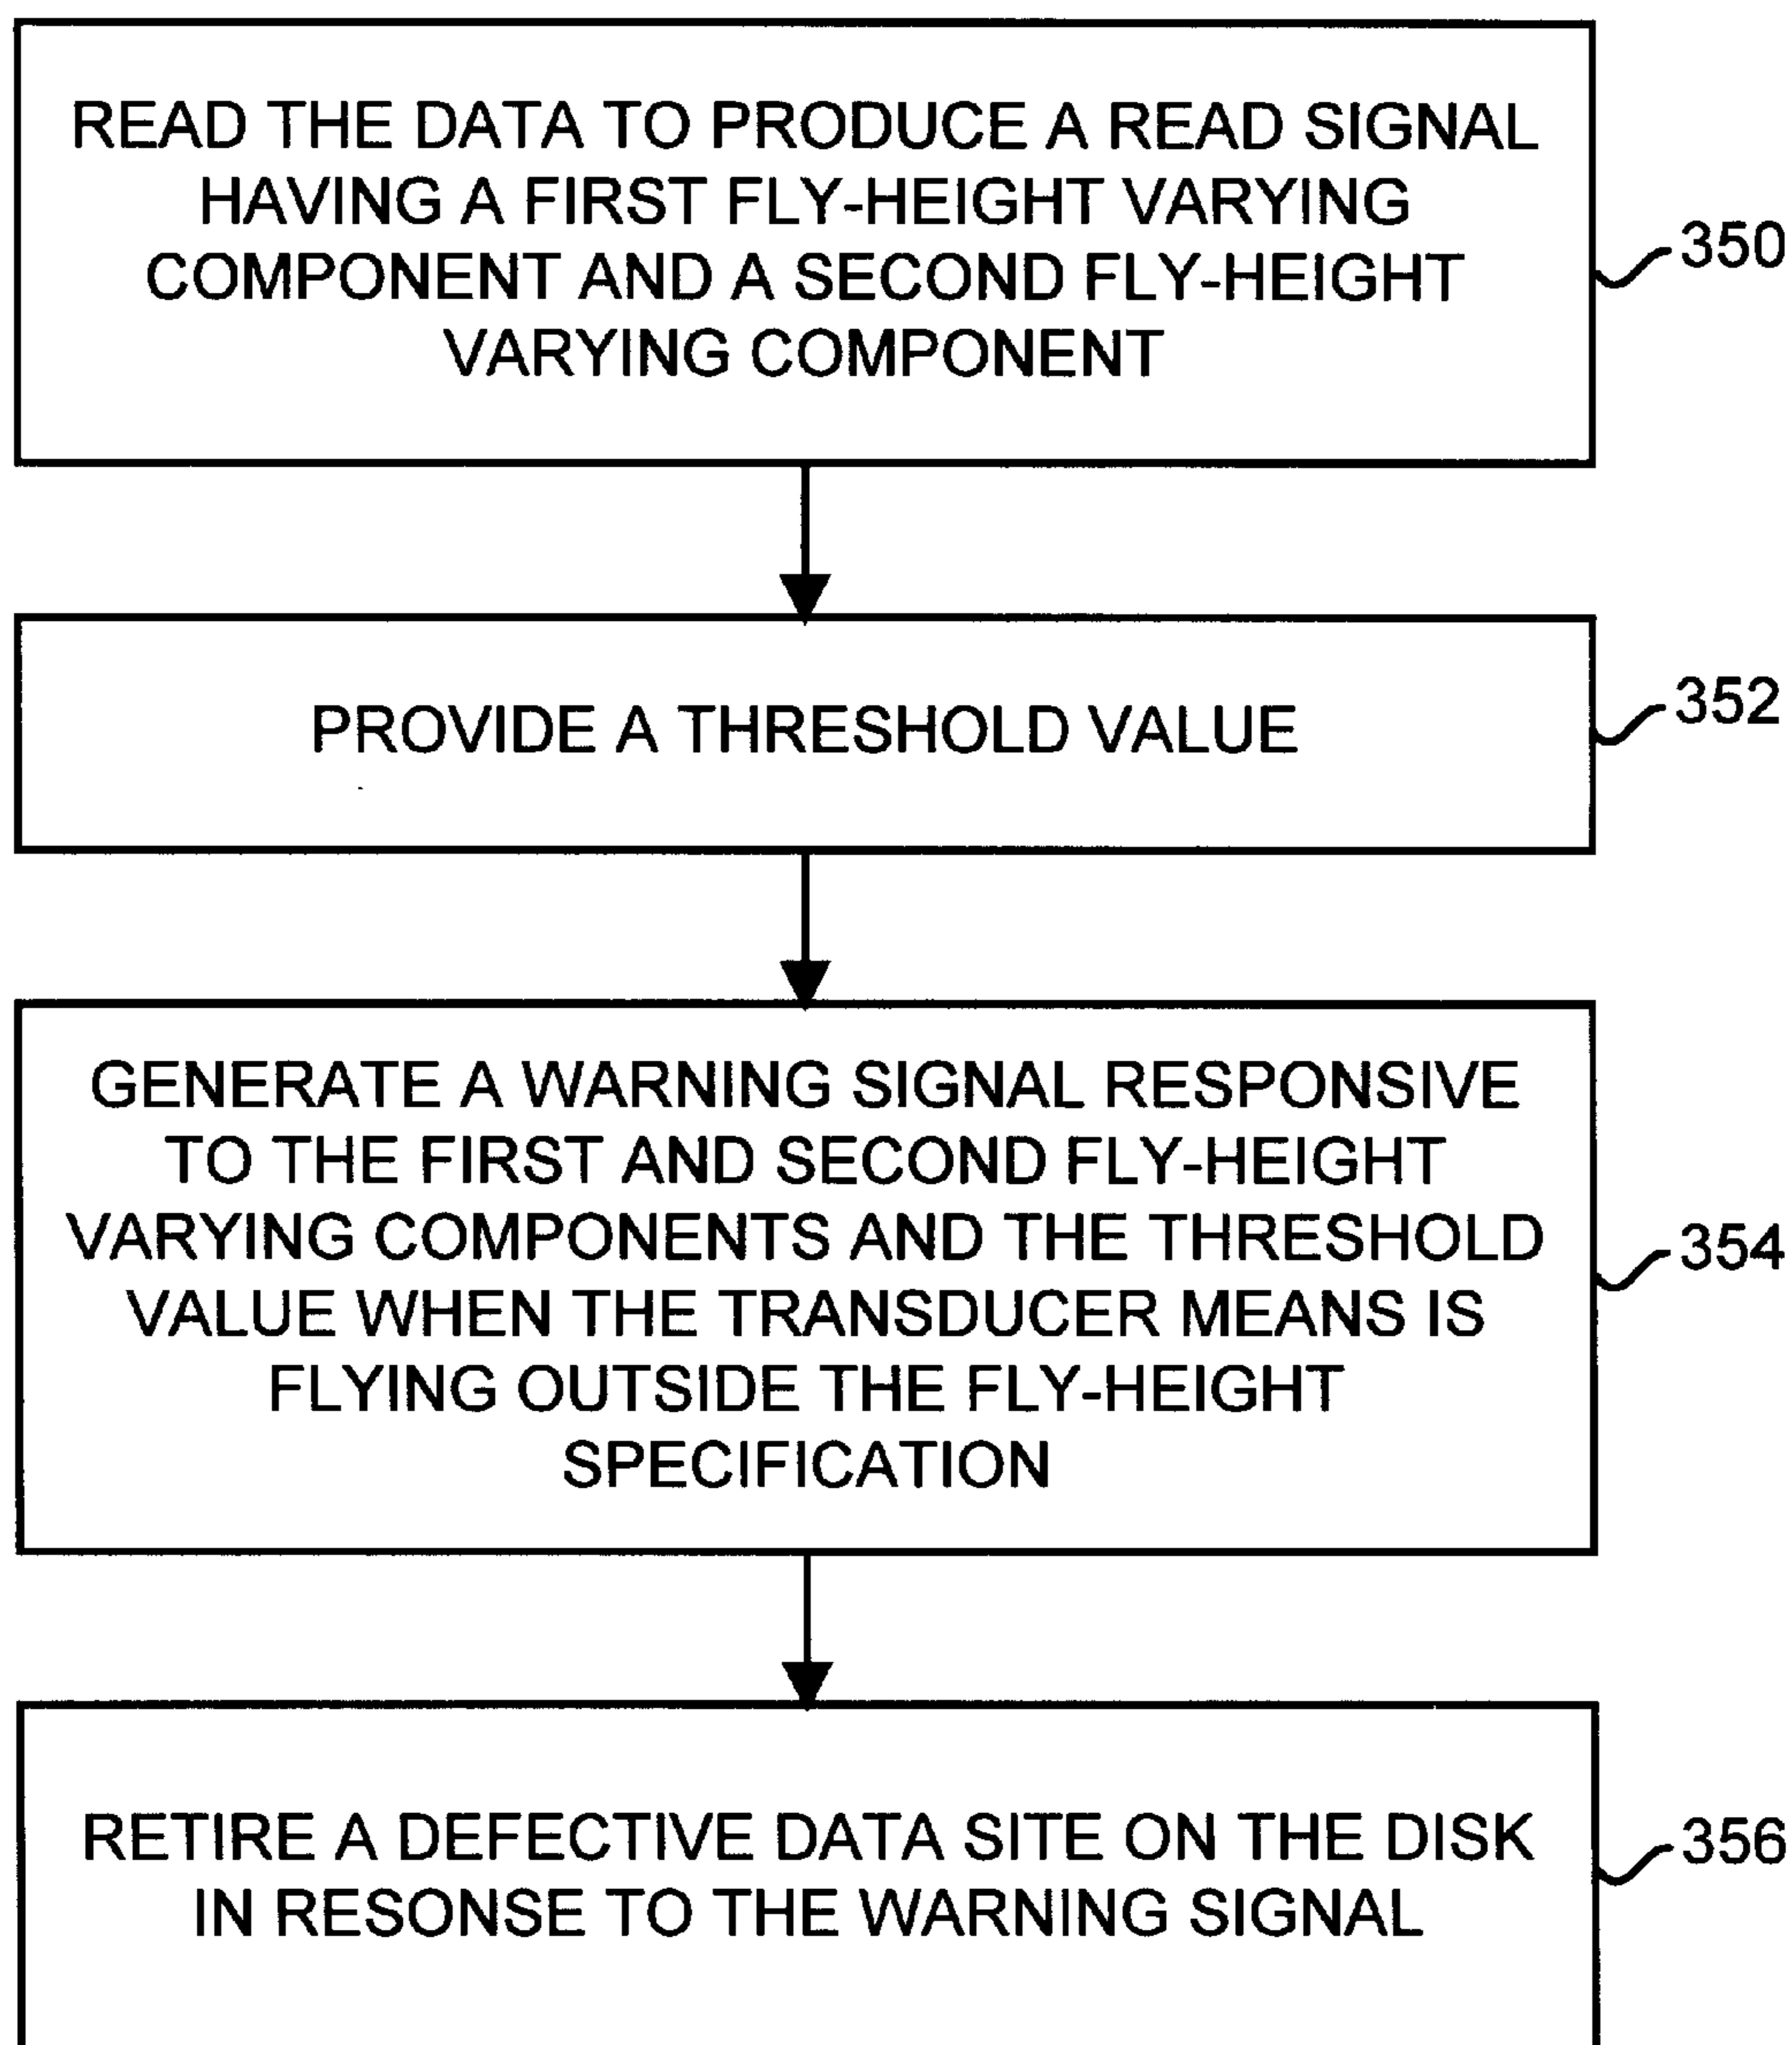 READ THE DATA TO PRODUCE A READ SIGNAL
HAVING A FIRST FLY-HEIGHT VARYING
COMPONENT AND A SECOND FLY-HEIGHT
VARYING COMPONENT
350
PROVIDE A THRESHOLD VALUE
352
GENERATE A WARNING SIGNAL RESPONSIVE
TO THE FIRST AND SECOND FLY-HEIGHT
VARYING COMPONENTS AND THE THRESHOLD
VALUE WHEN THE TRANSDUCER MEANS IS
FLYING OUTSIDE THE FLY-HEIGHT
SPECIFICATION
354
RETIRE A DEFECTIVE DATA SITE ON THE DISK
IN RESONSE TO THE WARNING SIGNAL
356